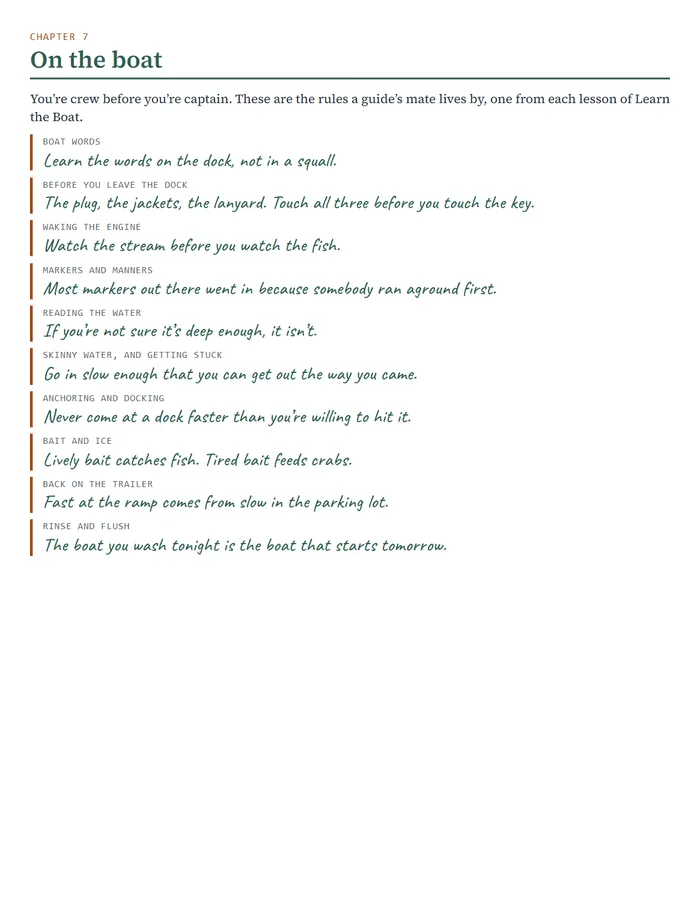 CHAPTER 7
On the boat
You're crew before you're captain. These are the rules a guide's mate lives by, one from each lesson of Learn
the Boat.
BOAT WORDS
Learn the words on the dock, not in a squall.
BEFORE YOU LEAVE THE DOCK
The plug, the jackets, the lanyard. Touch all three before you touch the key.
WAKING THE ENGINE
Watch the stream before you watch the fish.
MARKERS AND MANNERS
Most markers out there went in because somebody ran aground first.
READING THE WATER
If you're not sure it's deep enough, it isn't.
SKINNY WATER, AND GETTING STUCK
Go in slow enough that you can get out the way you came.
ANCHORING AND DOCKING
Never come at a dock faster than you're willing to hit it.
BAIT AND ICE
Lively bait catches fish. Tired bait feeds crabs.
BACK ON THE TRAILER
Fast at the ramp comes from slow in the parking lot.
RINSE AND FLUSH
The boat you wash tonight is the boat that starts tomorrow.